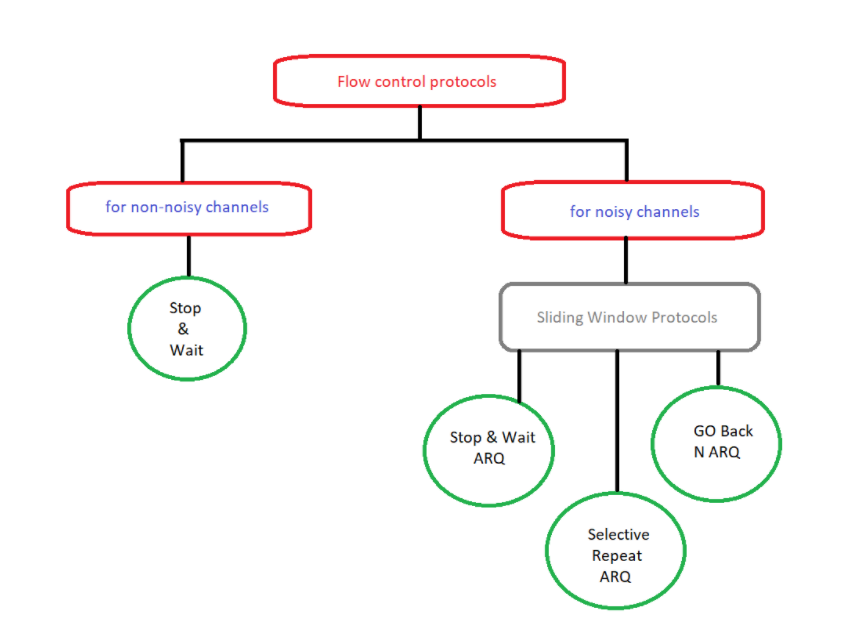 Flow control protocols
for non-noisy channels
for noisy channels
Stop
&
Wait
Sliding Window Protocols
Stop & Wait
ARQ
GO Back
N ARQ
Selective
Repeat
ARQ